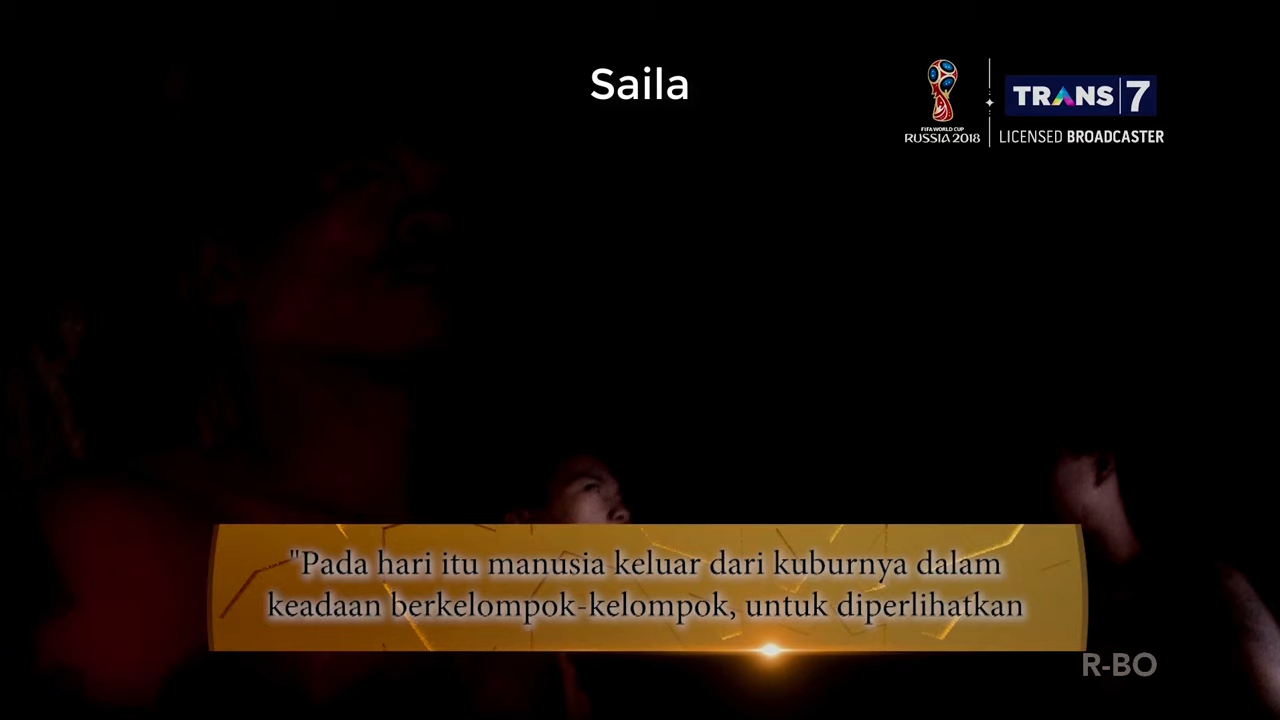 Saila
TRANS 7
FIFA WORLD CUP
RUSSIA 2018
LICENSED BROADCASTER
"Pada hari itu manusia keluar dari kuburnya dalam
keadaan berkelompok-kelompok, untuk diperlihatkan
R-BO